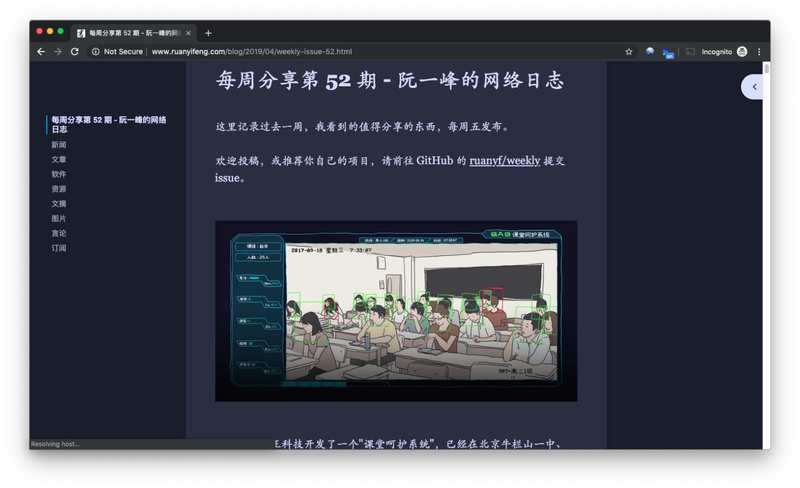 每周分享第 52 期 - 阮一峰的网
Not Secure | www.ruanyifeng.com/blog/2019/04/weekly-issue-52.html
Incognito
每周分享第 52 期 - 阮一峰的网络日志
每周分享第 52 期 - 阮一峰的网络
日志
新闻
文章
软件
资源
文摘
图片
言论
订阅
这里记录过去一周，我看到的值得分享的东西，每周五发布。
欢迎投稿，或推荐你自己的项目，请前往 GitHub 的 ruanyf/weekly 提交
issue。
课堂呵护系统
2017-09-18 星期三 7:33:07
科技开发了一个"课堂呵护系统"，已经在北京牛栏山一中、
Resolving host...